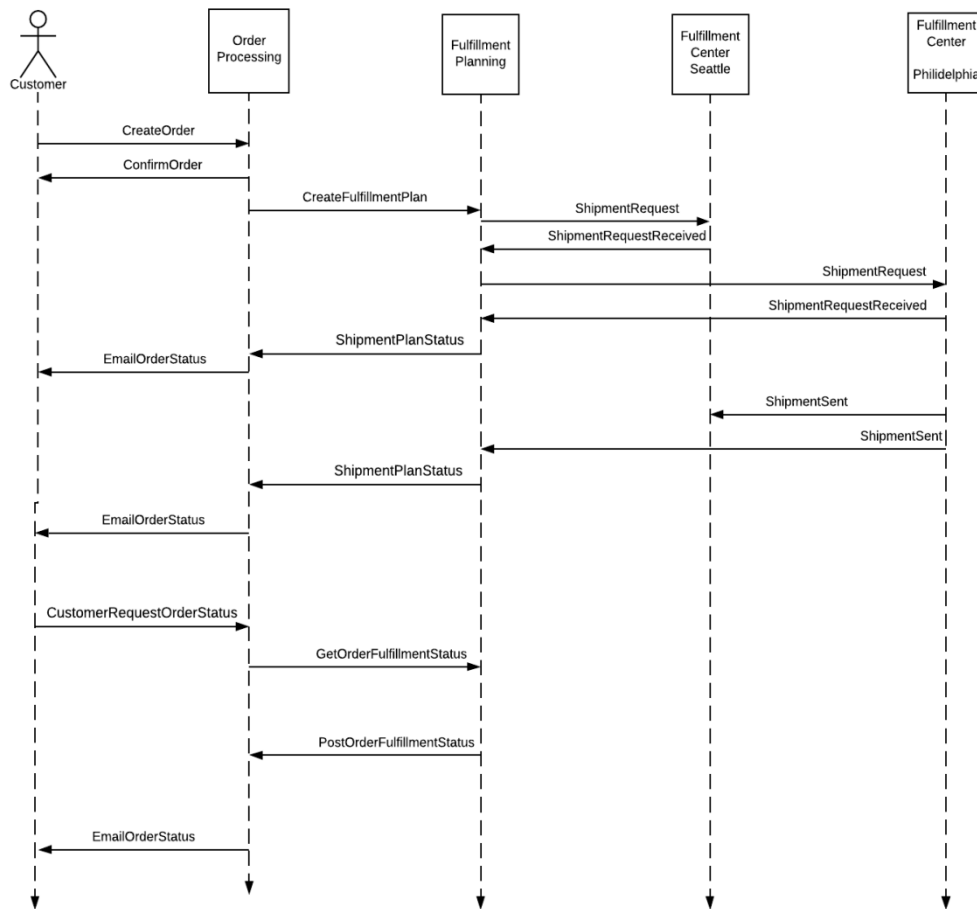 Customer
Order
Processing
Fulfillment
Planning
Fulfillment
Center
Seattle
Fulfillment
Center
Philidelphia
CreateOrder
ConfirmOrder
CreateFulfillmentPlan
ShipmentRequest
ShipmentRequestReceived
ShipmentRequest
ShipmentRequestReceived
ShipmentPlanStatus
EmailOrderStatus
ShipmentSent
ShipmentSent
ShipmentPlanStatus
EmailOrderStatus
CustomerRequestOrderStatus
GetOrderFulfillmentStatus
PostOrderFulfillmentStatus
EmailOrderStatus